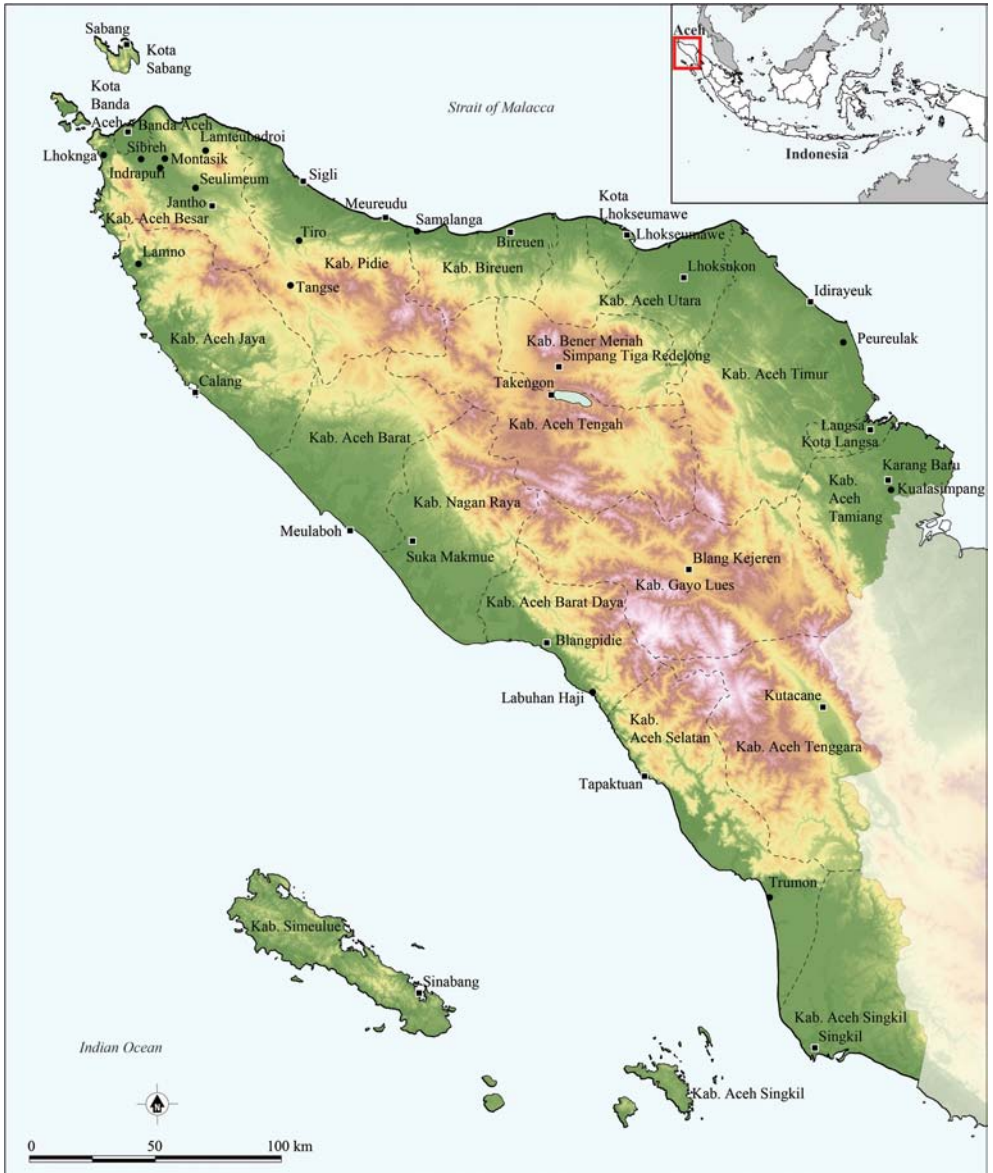 Sabang
Kota
Sabang
Kota
Banda
Aceh
Banda Aceh
Strait of Malacca
Aceh
Indonesia
Lamteubadroi
Sibreh
Lhoknga
Montasik
Indrapuri
Seulimeum
Jantho
Kab. Aceh Besar
Sigli
Meureudu
Samalanga
Kota
Lhokseumawe
Lhokseumawe
Bireuen
Tiro
Lamno
Kab. Pidie
Kab. Bireuen
Lhoksukon
Tangse
Kab. Aceh Utara
Idirayeuk
Kab. Aceh Jaya
Kab. Bener Meriah
Simpang Tiga Redelong
Peureulak
Kab. Aceh Timur
Calang
Takengon
Kab. Aceh Tengah
Langsa
Kota Langsa
Kab. Aceh Barat
Karang Baru
Kualasimpang
Kab.
Aceh
Tamiang
Kab. Nagan Raya
Meulaboh
Suka Makmue
Blang Kejeren
Kab. Gayo Lues
Kab. Aceh Barat Daya
Blangpidie
Labuhan Haji
Kutacane
Kab.
Aceh Selatan
Kab. Aceh Tenggara
Tapaktuan
Trumon
Kab. Simeulue
Sinabang
Kab. Aceh Singkil
Singkil
Indian Ocean
Kab. Aceh Singkil
N
0 50 100 km